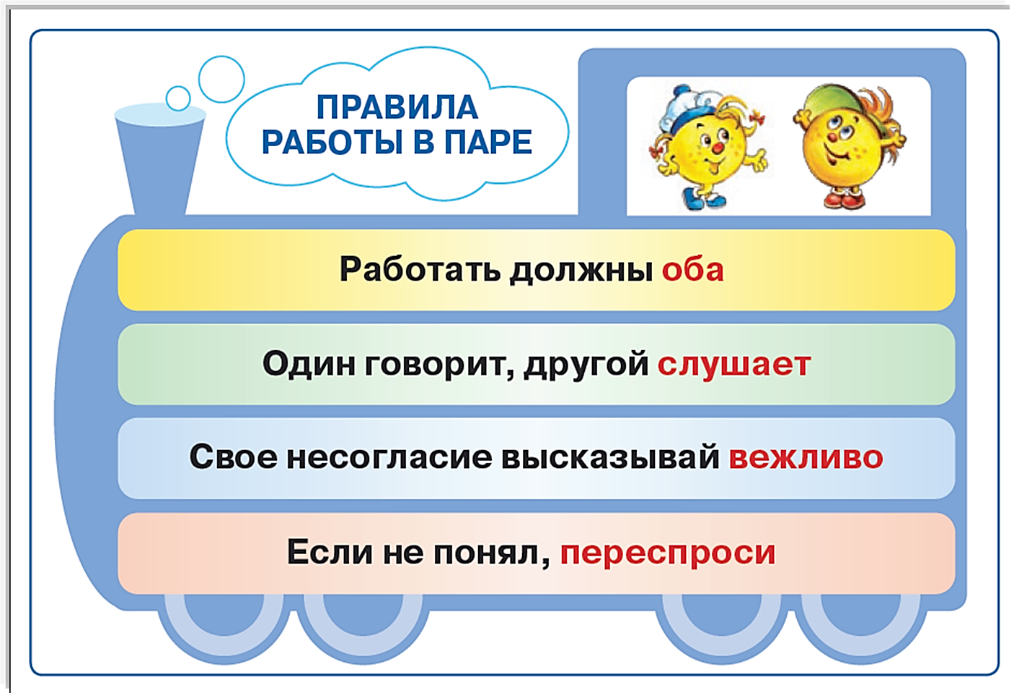 ПРАВИЛА
РАБОТЫ В ПАРЕ
Работать должны оба
Один говорит, другой слушает
Свое несогласие высказывай вежливо
Если не понял, переспроси